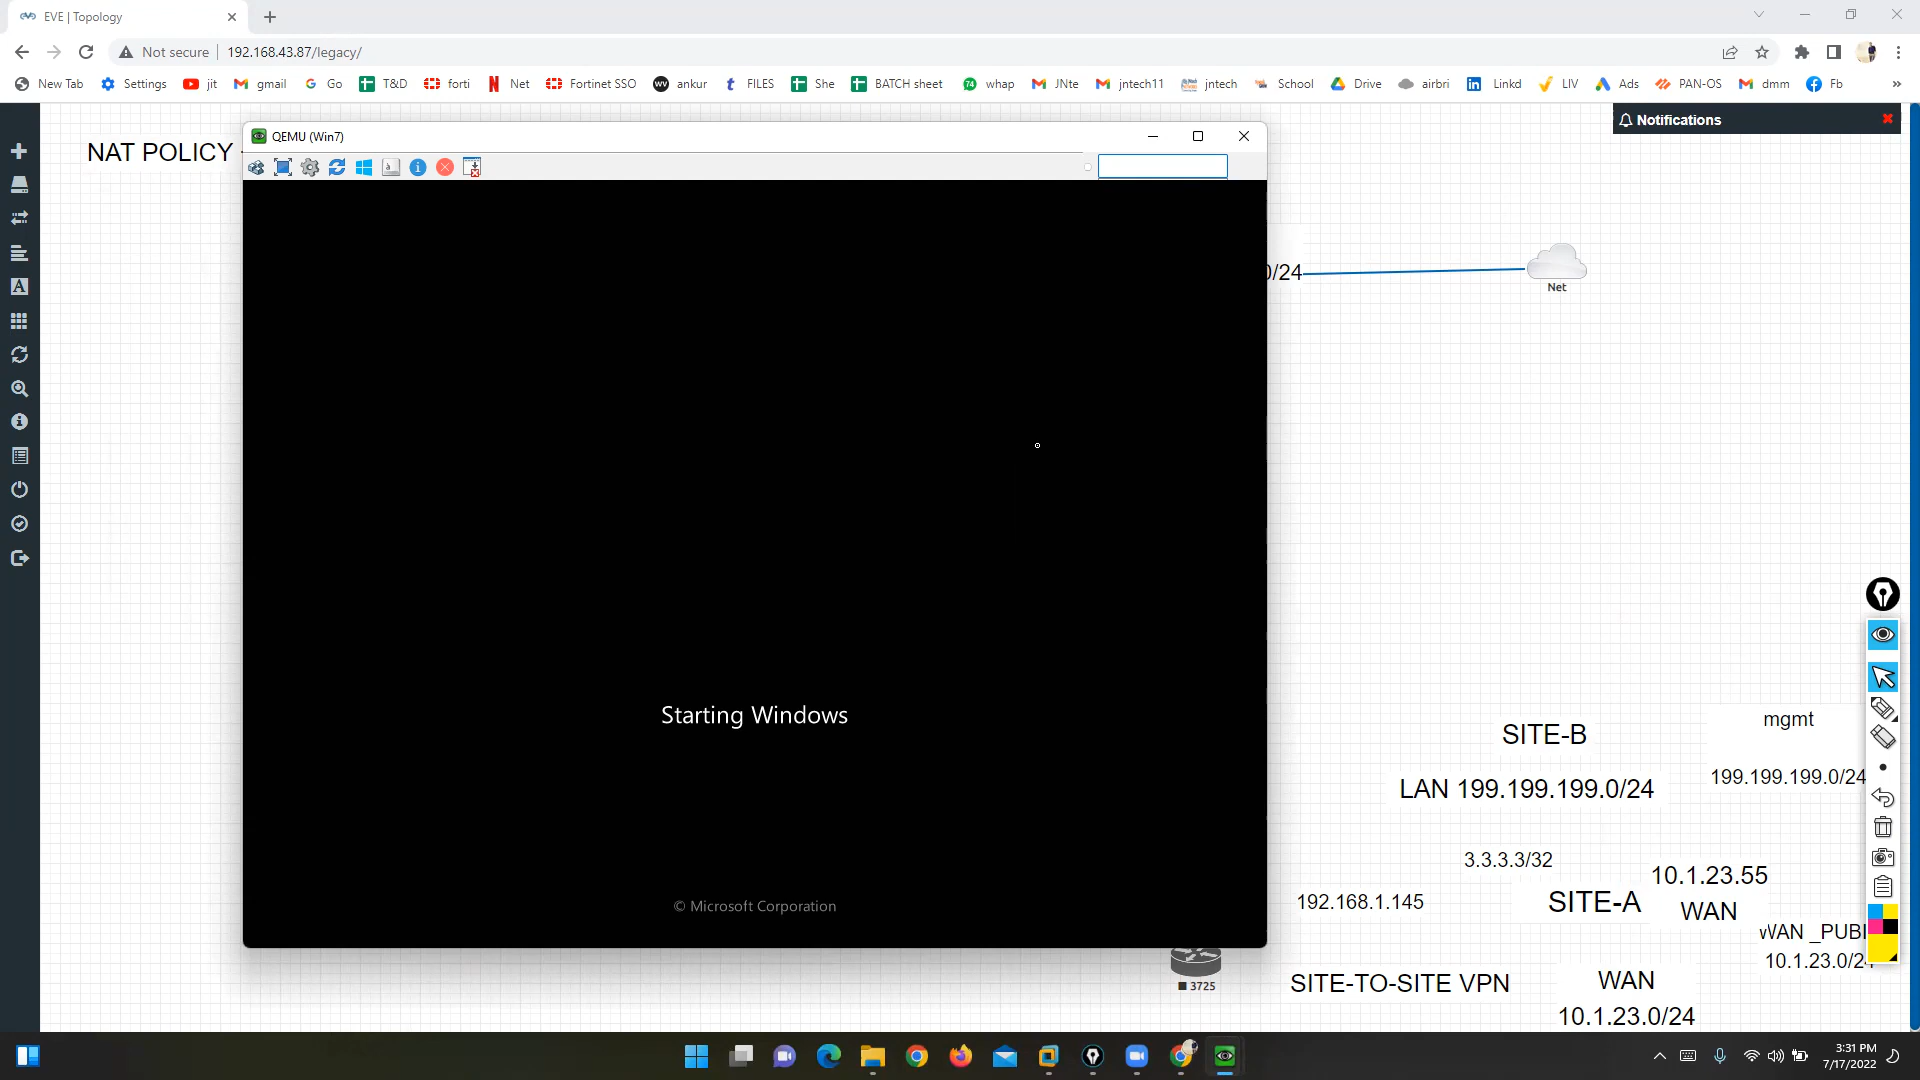 EVE | Topology
Not secure
192.168.43.87/legacy/
New Tab
Settings
jit
gmail
Go
T&D
forti
Net
Fortinet SSO
ankur
FILES
She
BATCH sheet
whap
JNte
jntech11
jntech
School
Drive
airbri
Linkd
LIV
Ads
PAN-OS
dmm
Fb
Notifications
NAT POLICY
QEMU (Win7)
0/24
Net
Starting Windows
© Microsoft Corporation
SITE-B
mgmt
LAN 199.199.199.0/24
199.199.199.0/24
3.3.3.3/32
10.1.23.55
192.168.1.145
SITE-A
WAN
WAN _PUBI
10.1.23.0/24
3725
SITE-TO-SITE VPN
WAN
10.1.23.0/24
3:31 PM
7/17/2022